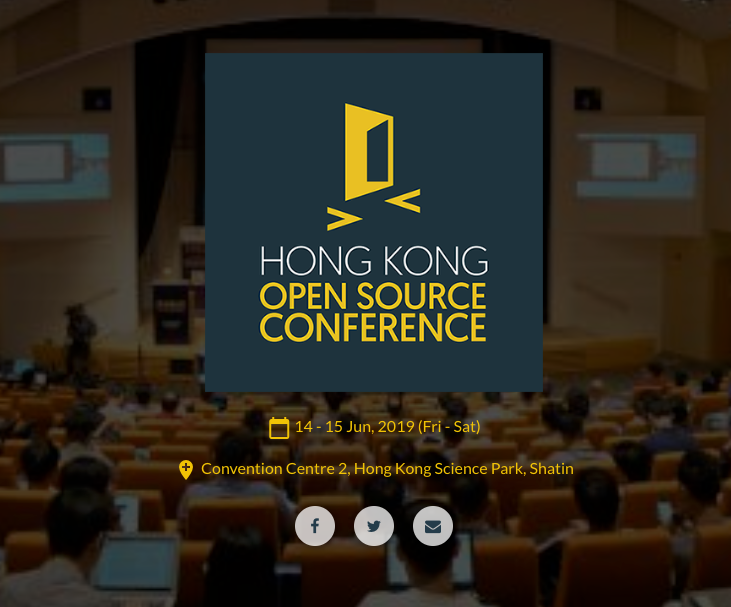 HONG KONG
OPEN SOURCE
CONFERENCE
14 - 15 Jun, 2019 (Fri - Sat)
Convention Centre 2, Hong Kong Science Park, Shatin